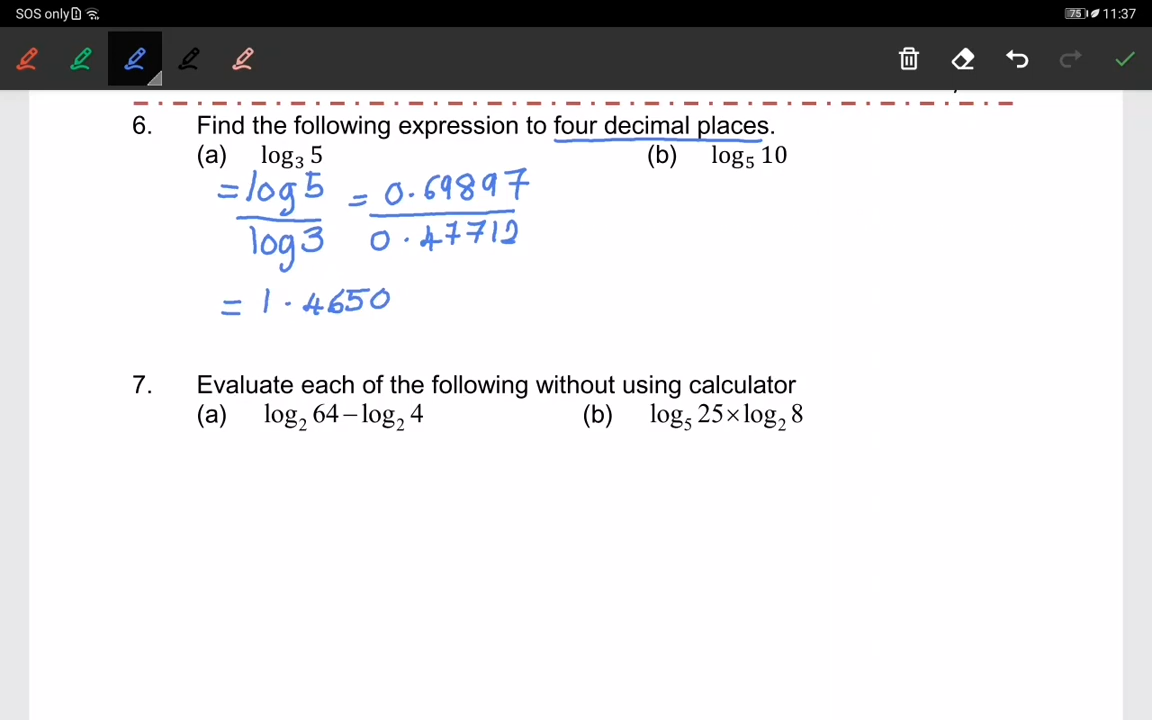 SOS only 75 11:37
6. Find the following expression to four decimal places.
(a) log₃ 5 (b) log₅ 10
= log 5 = 0.69897
log 3 0.47712
= 1.4650
7. Evaluate each of the following without using calculator
(a) log₂ 64 – log₂ 4 (b) log₅ 25 × log₂ 8